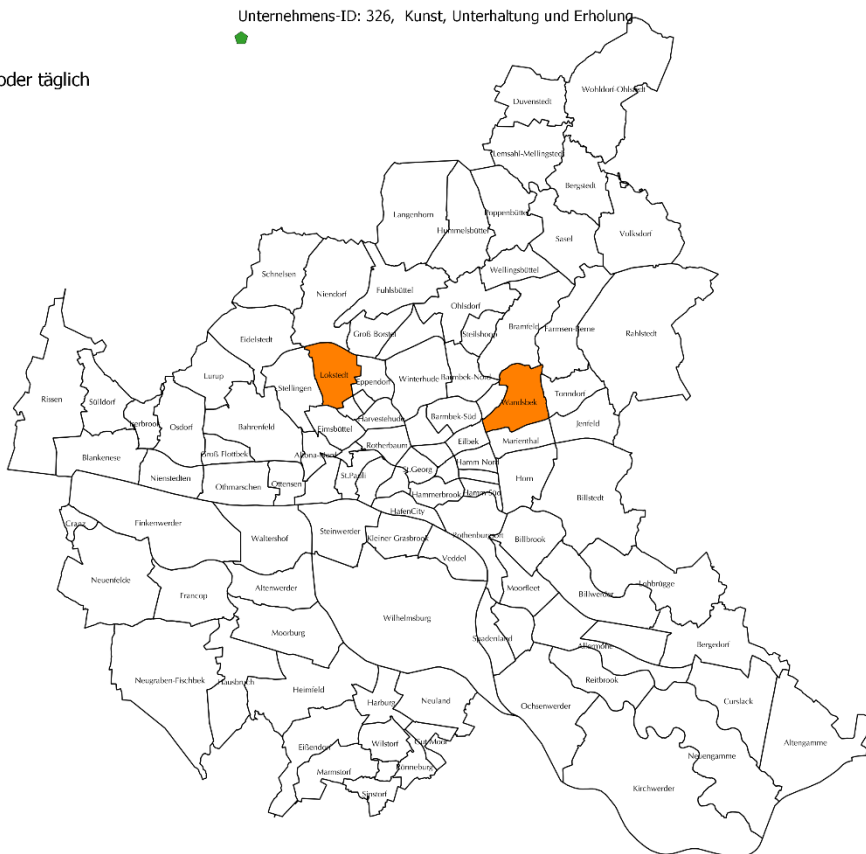 Unternehmens-ID: 326, Kunst, Unterhaltung und Erholung
oder täglich
Wohldorf-Ohlstedt
Duvenstedt
Lemsahl-Mellingstedt
Bergstedt
Langenhorn
Poppenbüttel
Hummelsbüttel
Sasel
Volksdorf
Schnelsen
Niendorf
Fuhlsbüttel
Wellingsbüttel
Ohlsdorf
Eidelstedt
Groß Borstel
Steilshoop
Bramfeld
Farmsen-Berne
Rahlstedt
Lurup
Stellingen
Lokstedt
Eppendorf
Winterhude
Barmbek-Nord
Wandsbek
Tonndorf
Rissen
Sülldorf
Iserbrook
Osdorf
Bahrenfeld
Eimsbüttel
Harvestehude
Barmbek-Süd
Jenfeld
Blankenese
Groß Flottbek
Altona-Nord
Rotherbaum
Eilbek
Marienthal
Nienstedten
Othmarschen
Ottensen
St.Pauli
St.Georg
Hamm Nord
Horn
Billstedt
Hammerbrook
Hamm Süd
HafenCity
Cranz
Finkenwerder
Waltershof
Steinwerder
Kleiner Grasbrook
Rothenburgsort
Billbrook
Veddel
Neuenfelde
Francop
Altenwerder
Moorfleet
Billwerder
Lohbrügge
Wilhelmsburg
Moorburg
Spadenland
Allermöhe
Bergedorf
Neugraben-Fischbek
Hausbruch
Heimfeld
Harburg
Neuland
Ochsenwerder
Reitbrook
Curslack
Altengamme
Eißendorf
Wilstorf
Gut Moor
Neuengamme
Marmstorf
Rönneburg
Sinstorf
Kirchwerder